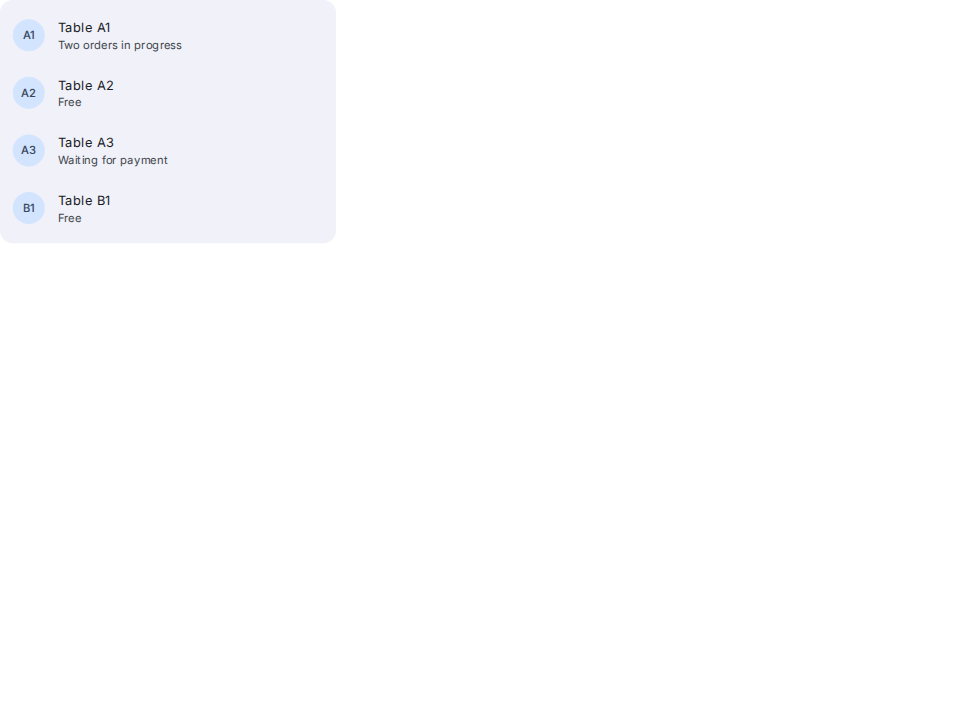 A1
Table A1
Two orders in progress
A2
Table A2
Free
A3
Table A3
Waiting for payment
B1
Table B1
Free